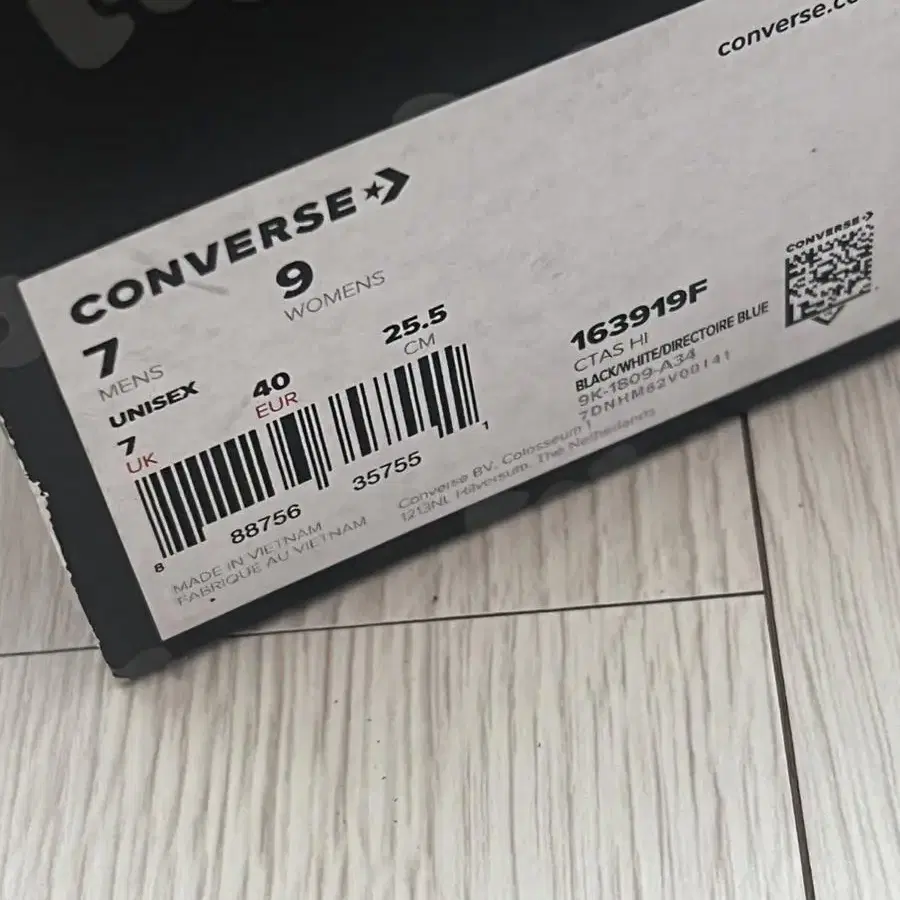 converse.co
CONVERSE
7
MENS
9
WOMENS
UNISEX
7
UK
40
EUR
25.5
CM
8 88756 35755 1
MADE IN VIETNAM
FABRIQUE AU VIETNAM
Converse BV. Colosseum 1
1213NL Hilversum. The Netherlands
163919F
CTAS HI
BLACK/WHITE/DIRECTOIRE BLUE
9K-1809-A34
7DNHM62V00141
CONVERSE